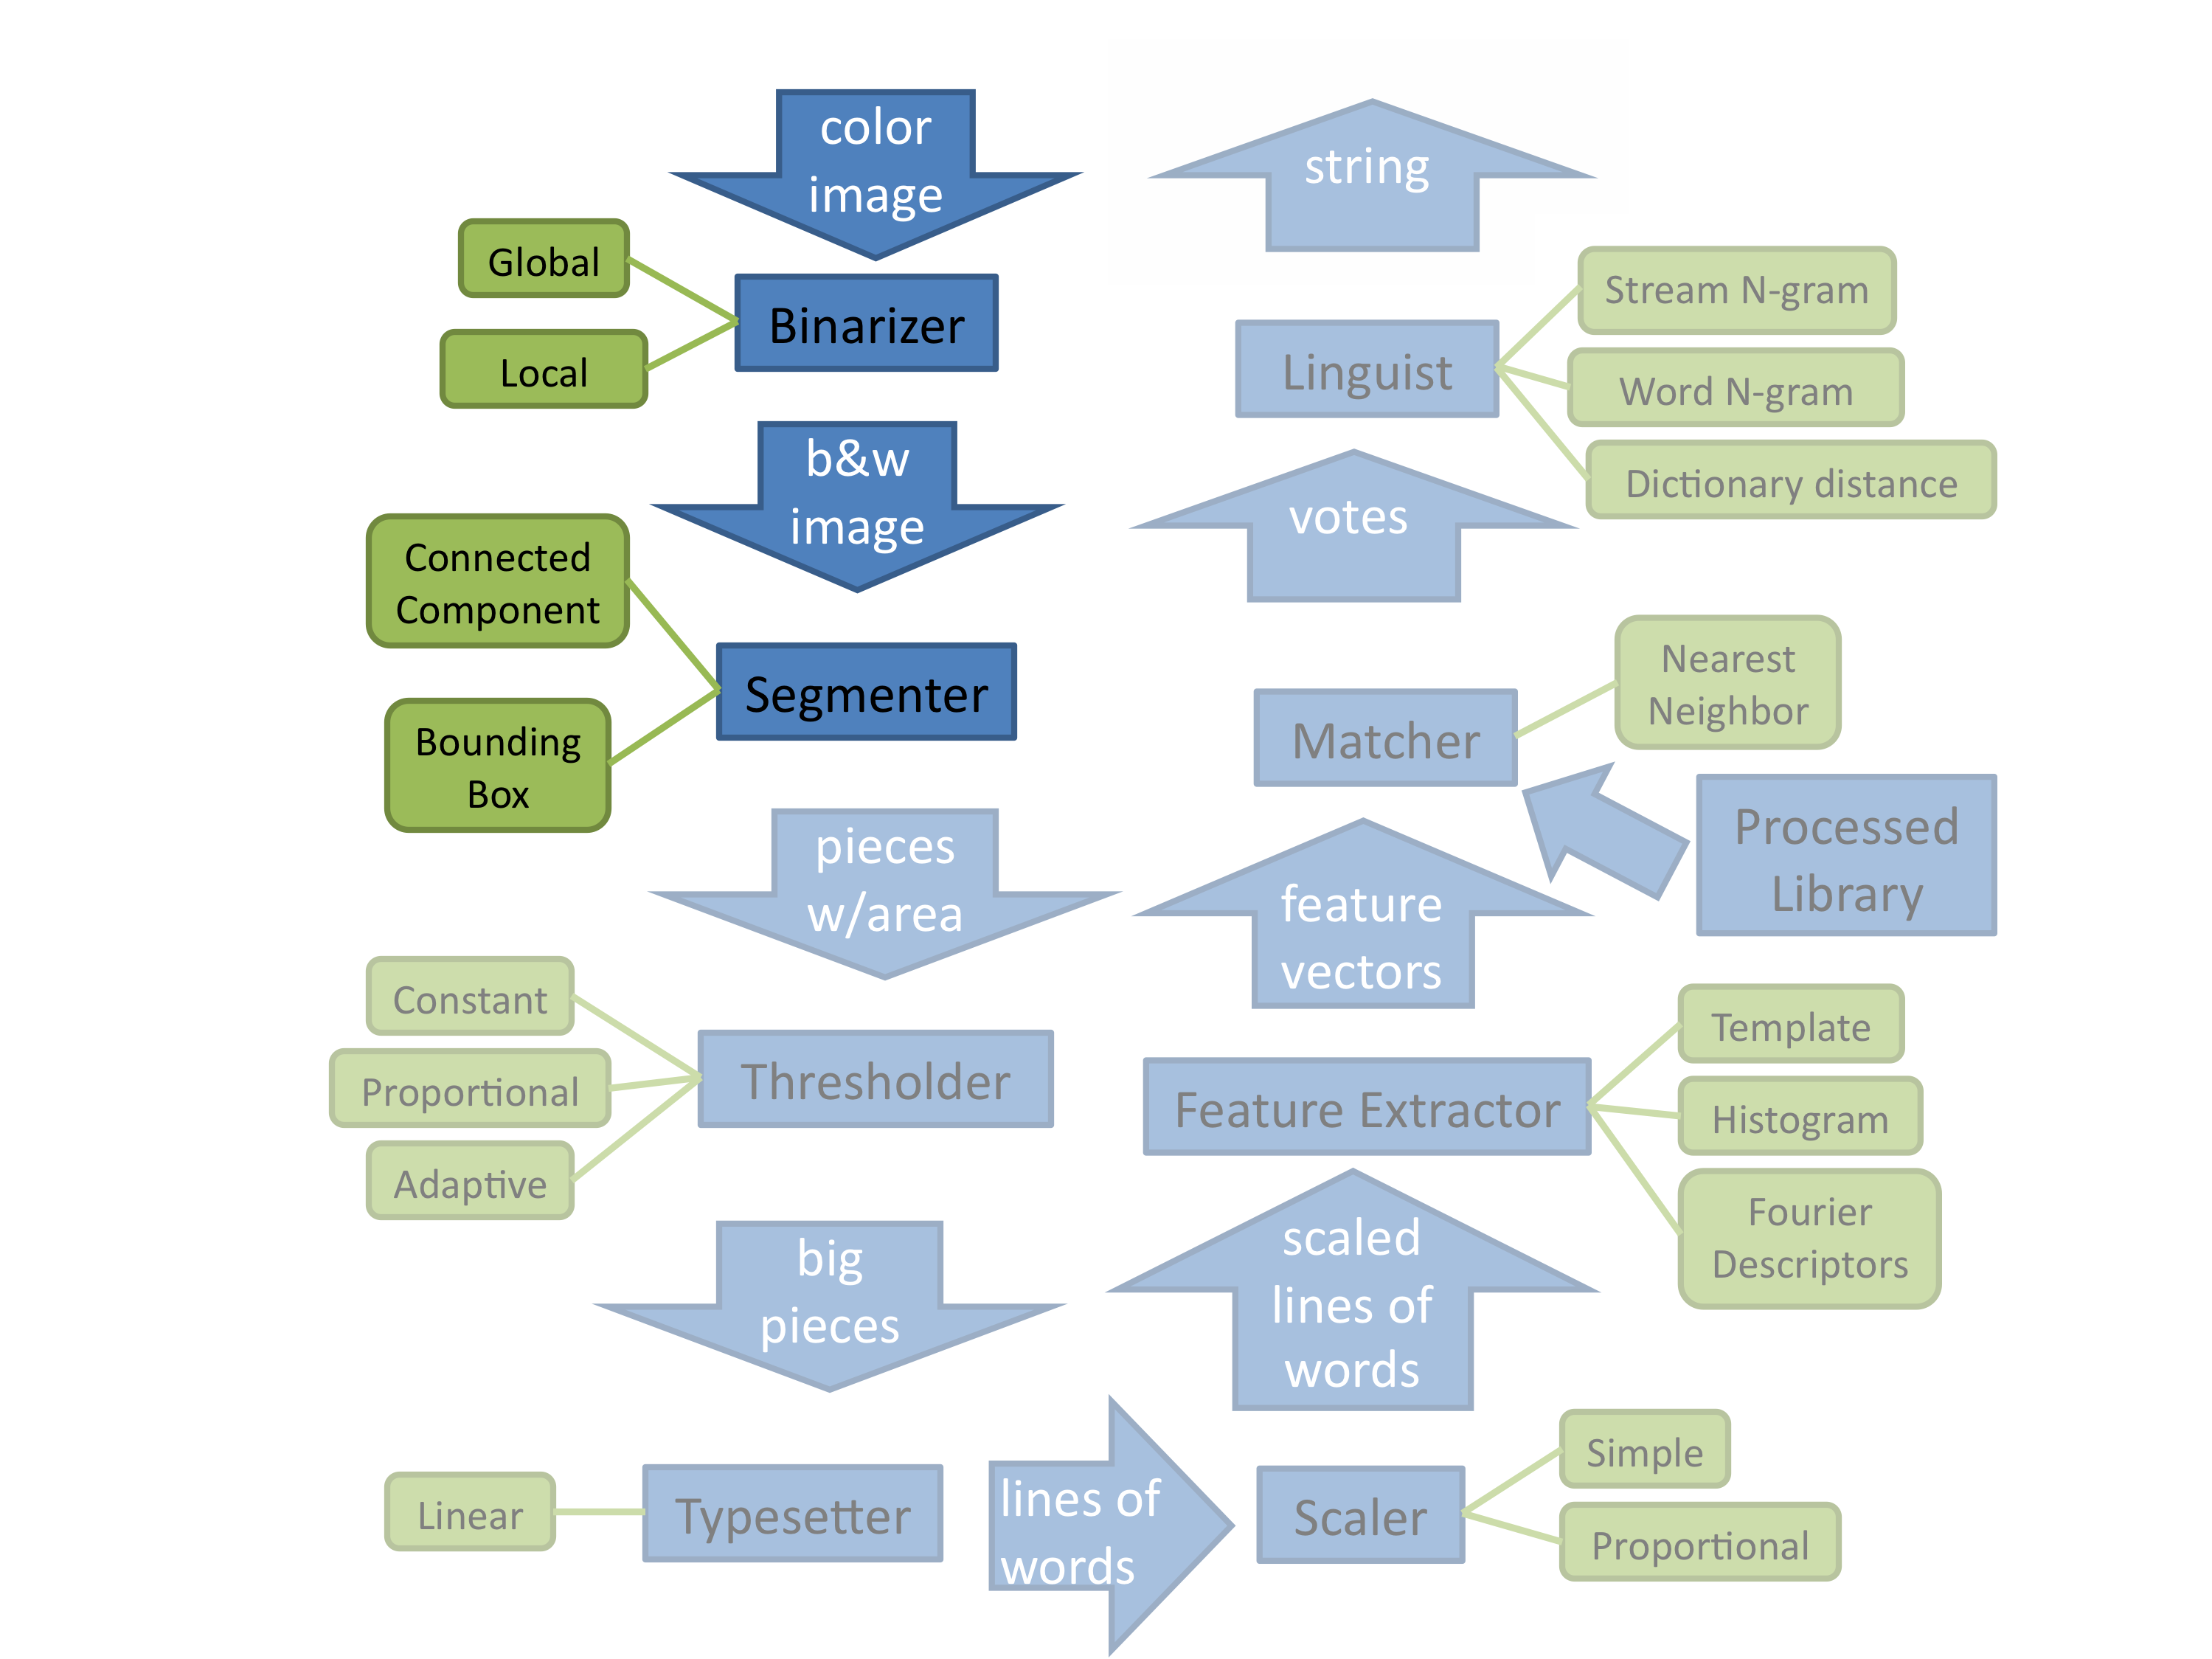 color
image
Global
Local
Binarizer
b&w
image
Connected
Component
Bounding
Box
Segmenter
pieces
w/area
Constant
Proportional
Adaptive
Thresholder
big
pieces
Linear
Typesetter
lines of
words
Scaler
Simple
Proportional
scaled
lines of
words
Feature Extractor
Template
Histogram
Fourier
Descriptors
feature
vectors
Matcher
Nearest
Neighbor
Processed
Library
votes
Linguist
Stream N-gram
Word N-gram
Dictionary distance
string